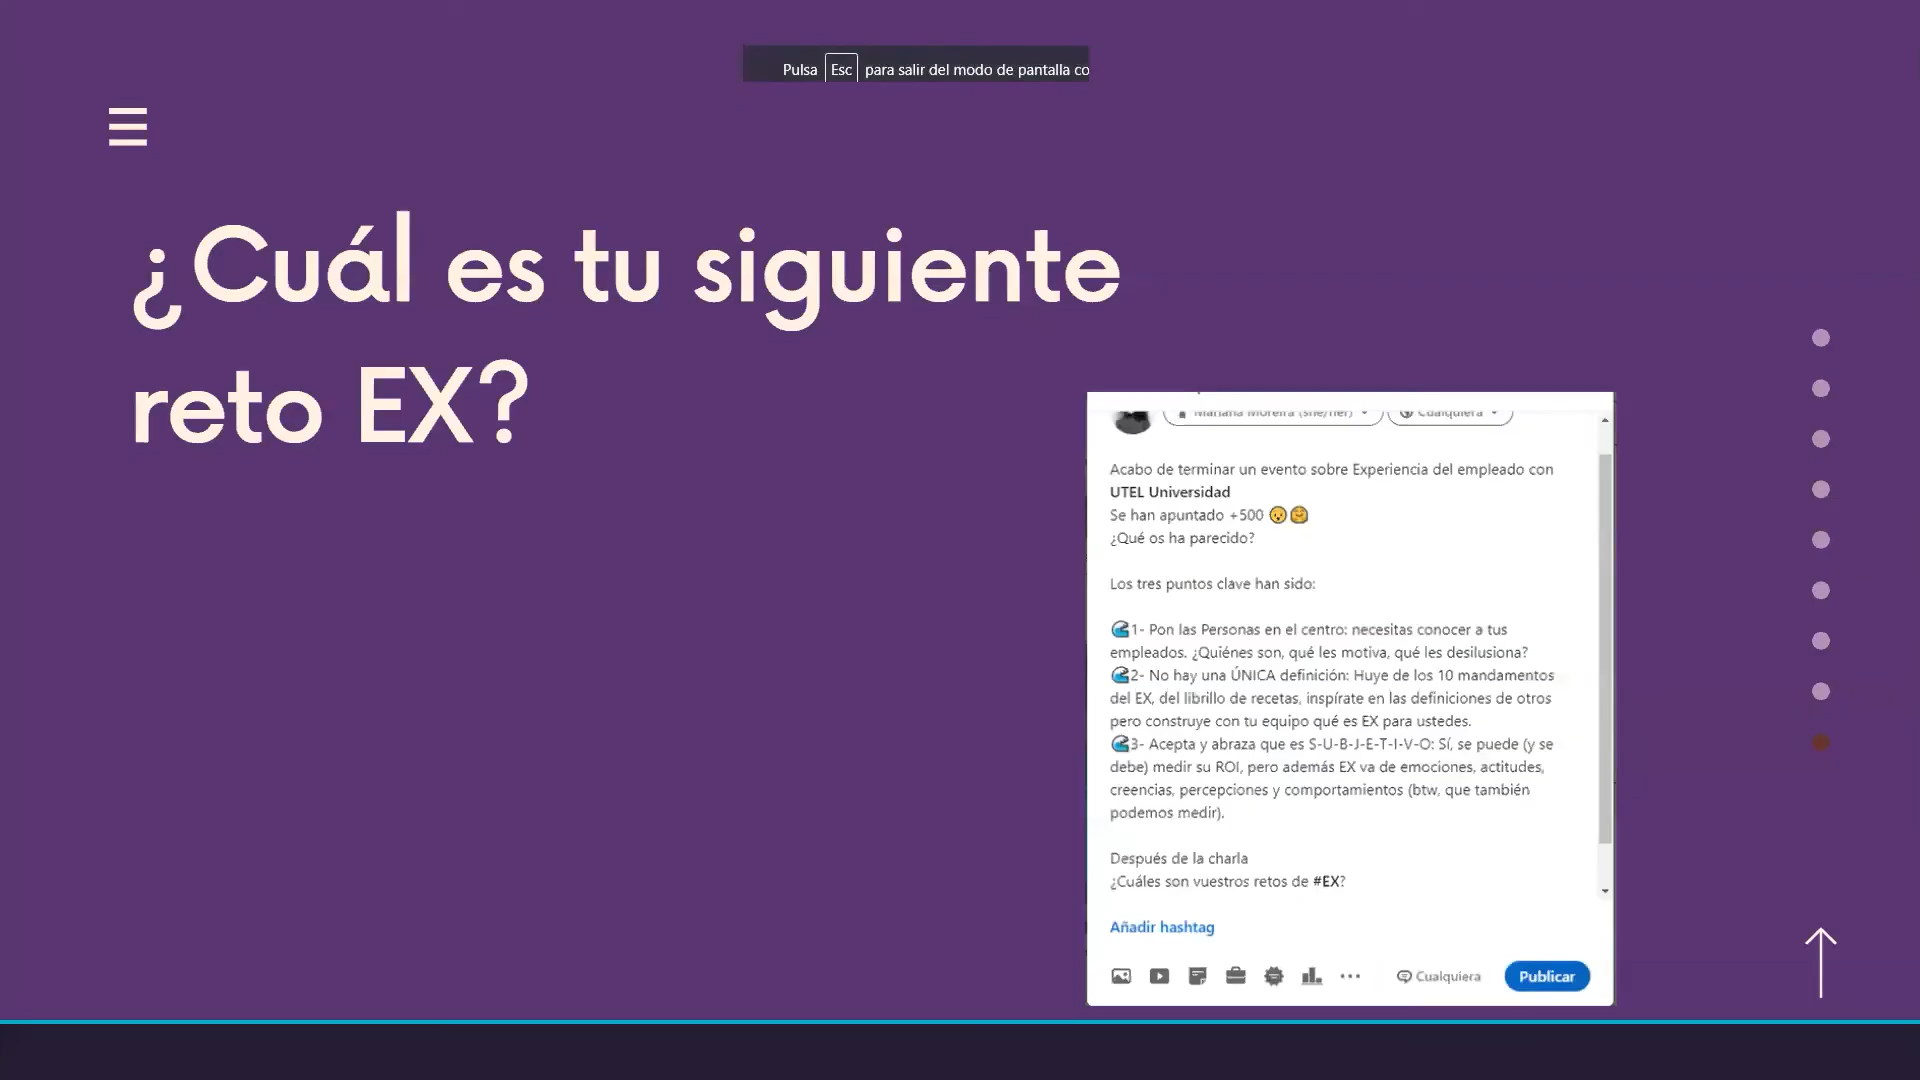 Pulsa Esc para salir del modo de pantalla co
¿Cuál es tu siguiente
reto EX?
Mariana Moreira (she/her)
Cualquiera
Acabo de terminar un evento sobre Experiencia del empleado con
UTEL Universidad
Se han apuntado +500 😮🤗
¿Qué os ha parecido?
Los tres puntos clave han sido:
🌊1- Pon las Personas en el centro: necesitas conocer a tus
empleados. ¿Quiénes son, qué les motiva, qué les desilusiona?
🌊2- No hay una ÚNICA definición: Huye de los 10 mandamentos
del EX, del librillo de recetas, inspírate en las definiciones de otros
pero construye con tu equipo qué es EX para ustedes.
🌊3- Acepta y abraza que es S-U-B-J-E-T-I-V-O: Sí, se puede (y se
debe) medir su ROI, pero además EX va de emociones, actitudes,
creencias, percepciones y comportamientos (btw, que también
podemos medir).
Después de la charla
¿Cuáles son vuestros retos de #EX?
Añadir hashtag
Cualquiera
Publicar